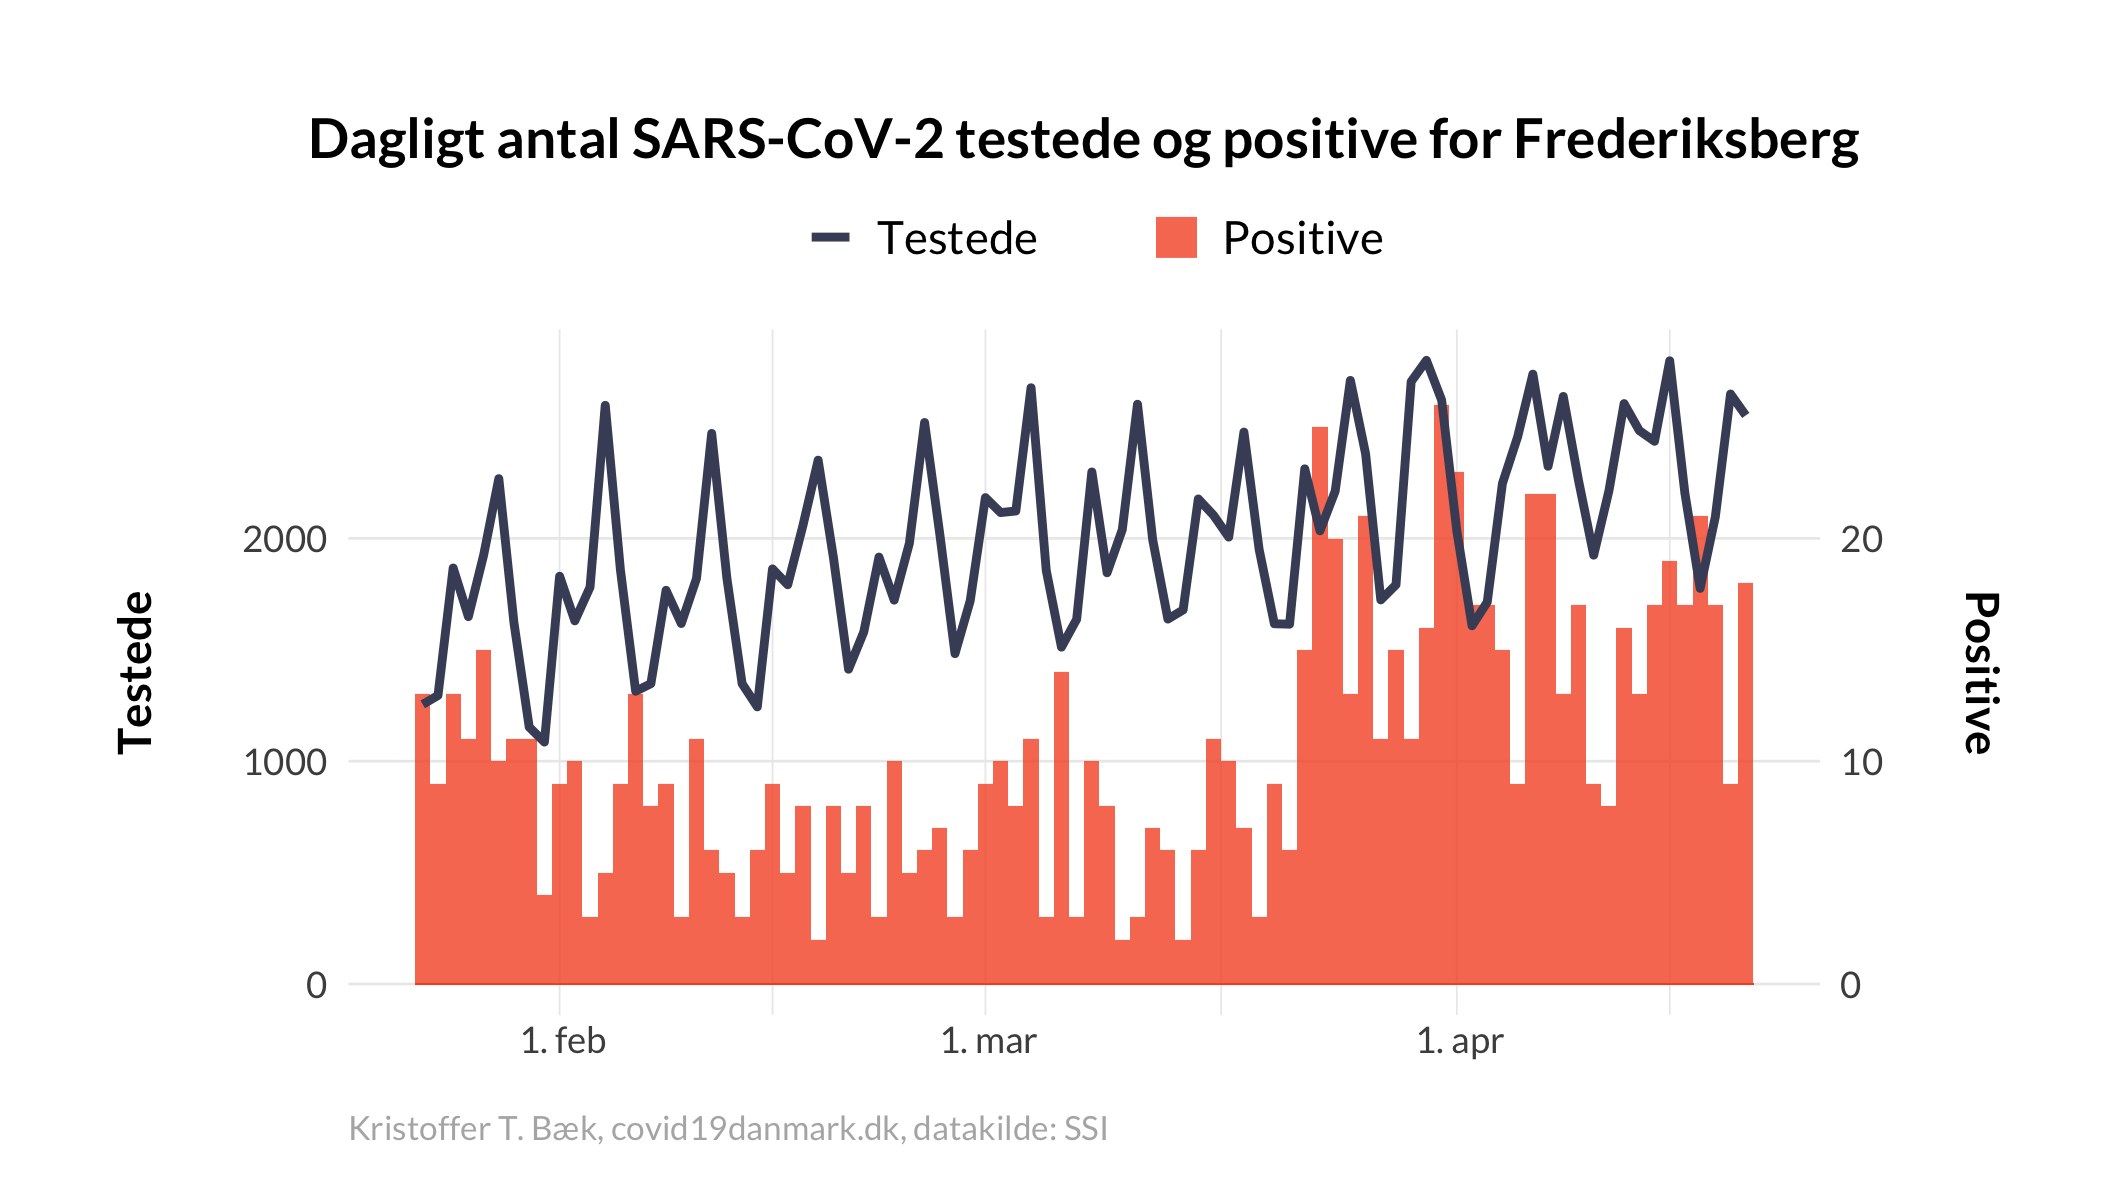 Dagligt antal SARS-CoV-2 testede og positive for Frederiksberg
Testede Positive
Testede
2000
1000
0
20
10
0
Positive
1. feb 1. mar 1. apr
Kristoffer T. Bæk, covid19danmark.dk, datakilde: SSI